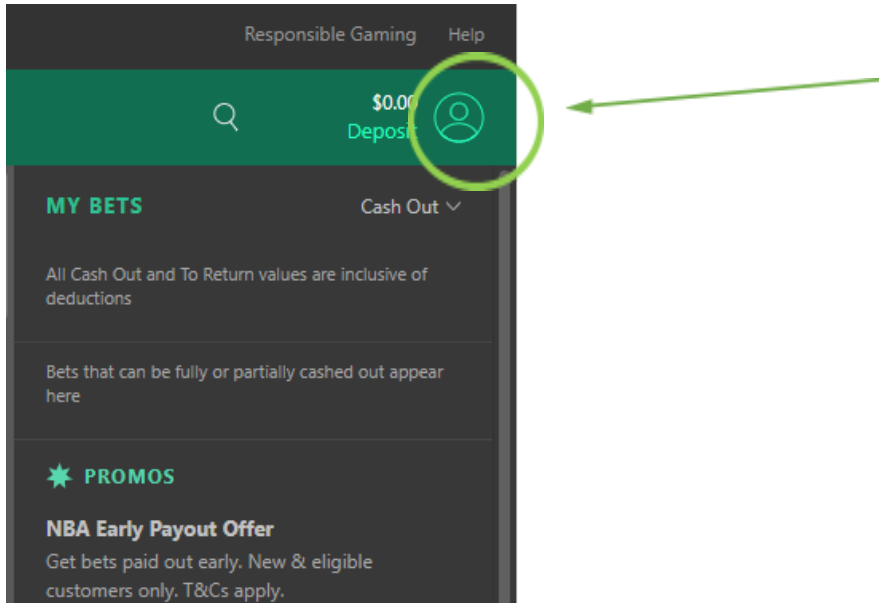 Responsible Gaming Help
$0.00
Deposit
MY BETS Cash Out
All Cash Out and To Return values are inclusive of
deductions
Bets that can be fully or partially cashed out appear
here
PROMOS
NBA Early Payout Offer
Get bets paid out early. New & eligible
customers only. T&Cs apply.